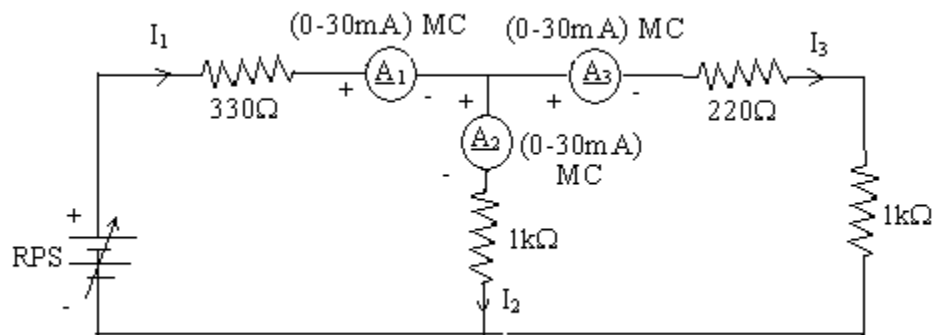 (0-30mA) MC
(0-30mA) MC
I1
I3
+
A1
-
+
A3
-
330Ω
220Ω
+
A2
(0-30mA)
MC
-
1kΩ
1kΩ
+
RPS
-
I2